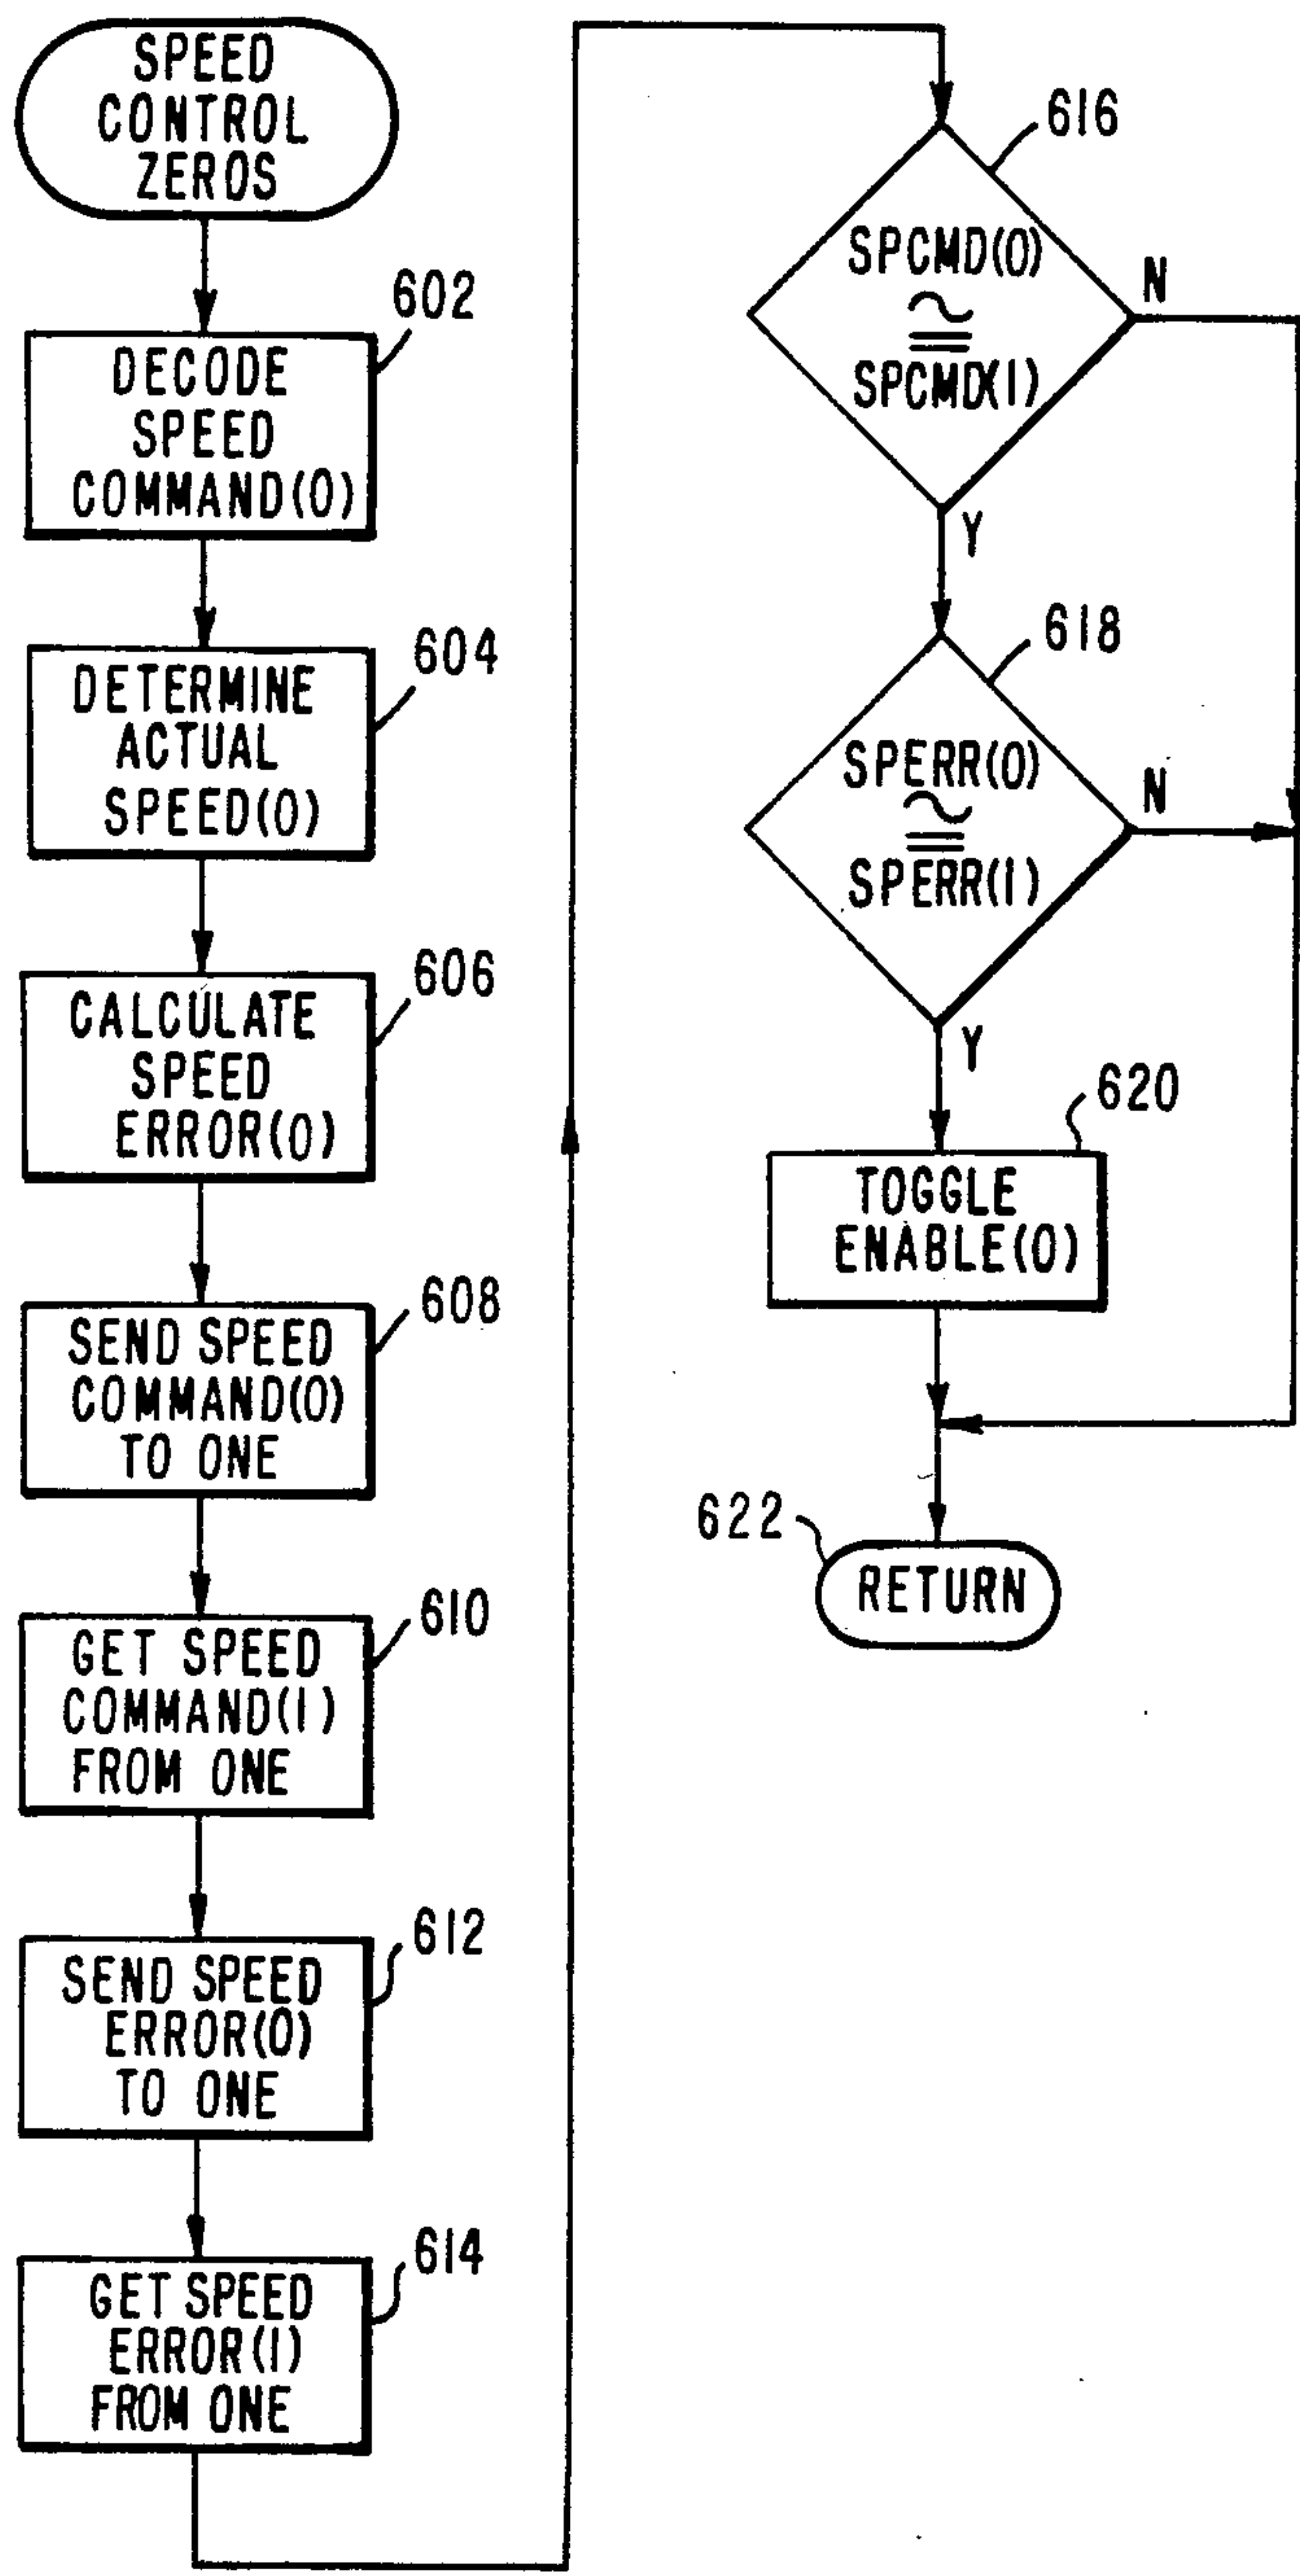 SPEED
CONTROL
ZEROS
602
DECODE
SPEED
COMMAND(0)
604
DETERMINE
ACTUAL
SPEED(0)
606
CALCULATE
SPEED
ERROR(0)
608
SEND SPEED
COMMAND(0)
TO ONE
610
GET SPEED
COMMAND(1)
FROM ONE
612
SEND SPEED
ERROR(0)
TO ONE
614
GET SPEED
ERROR(1)
FROM ONE
616
SPCMD(0)
≅
SPCMD(1)
N
Y
618
SPERR(0)
≅
SPERR(1)
N
Y
620
TOGGLE
ENABLE(0)
622
RETURN